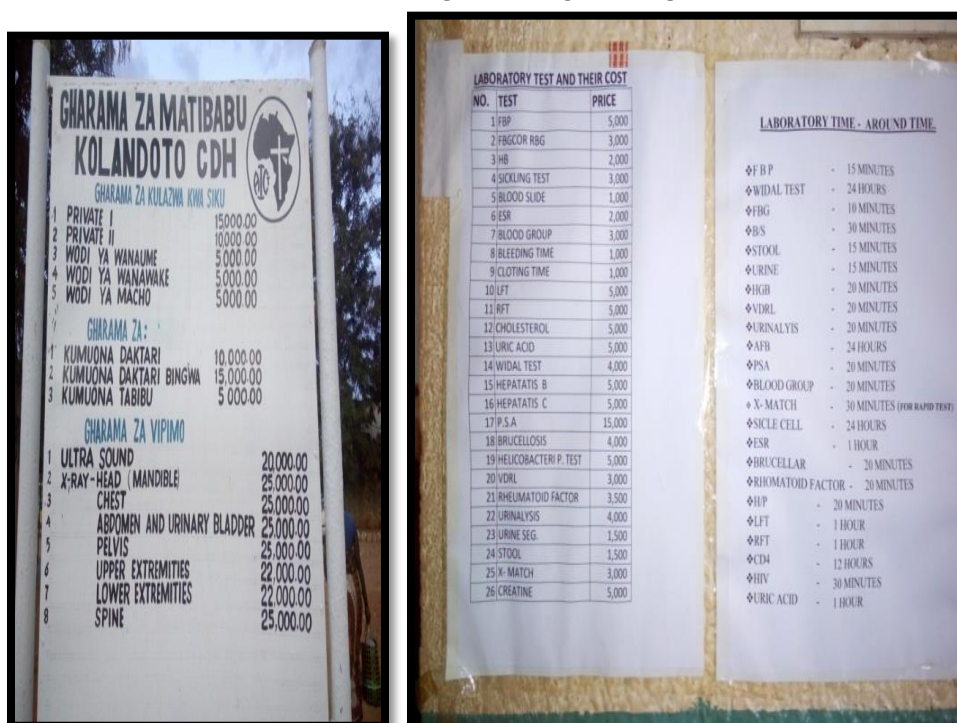 GHARAMA ZA MATIBABU
KOLANDOTO CDH
GHARAMA ZA KULAZWA KWA SIKU
1 PRIVATE I 15000.00
2 PRIVATE II 10,000.00
3 WODI YA WANAUME 5.000.00
4 WODI YA WANAWAKE 5.000.00
5 WODI YA MACHO 5000.00
GHARAMA ZA:
1 KUMUONA DAKTARI 10,000.00
2 KUMUONA DAKTARI BINGWA 15,000.00
3 KUMUONA TABIBU 5 000.00
GHARAMA ZA VIPIMO
1 ULTRA SOUND 20,000.00
2 X-RAY-HEAD (MANDIBLE) 25,000.00
3 CHEST 25,000.00
4 ABDOMEN AND URINARY BLADDER 25,000.00
5 PELVIS 25,000.00
6 UPPER EXTREMITIES 22,000.00
7 LOWER EXTREMITIES 22,000.00
8 SPINE 25,000.00
LABORATORY TEST AND THEIR COST
NO. TEST PRICE
1 FBP 5,000
2 FBGCOR RBG 3,000
3 HB 2,000
4 SICKLING TEST 3,000
5 BLOOD SLIDE 1,000
6 ESR 2,000
7 BLOOD GROUP 3,000
8 BLEEDING TIME 1,000
9 CLOTING TIME 1,000
10 LFT 5,000
11 RFT 5,000
12 CHOLESTEROL 5,000
13 URIC ACID 5,000
14 WIDAL TEST 4,000
15 HEPATATIS B 5,000
16 HEPATATIS C 5,000
17 P.S.A 15,000
18 BRUCELLOSIS 4,000
19 HELICOBACTERI P. TEST 5,000
20 VDRL 3,000
21 RHEUMATOID FACTOR 3,500
22 URINALYSIS 4,000
23 URINE SEG. 1,500
24 STOOL 1,500
25 X- MATCH 3,000
26 CREATINE 5,000
LABORATORY TIME - AROUND TIME.
❖F B P - 15 MINUTES
❖WIDAL TEST - 24 HOURS
❖FBG - 10 MINUTES
❖B/S - 30 MINUTES
❖STOOL - 15 MINUTES
❖URINE - 15 MINUTES
❖HGB - 20 MINUTES
❖VDRL - 20 MINUTES
❖URINALYIS - 20 MINUTES
❖AFB - 24 HOURS
❖PSA - 20 MINUTES
❖BLOOD GROUP - 20 MINUTES
❖X- MATCH - 30 MINUTES (FOR RAPID TEST)
❖SICLE CELL - 24 HOURS
❖ESR - 1 HOUR
❖BRUCELLAR - 20 MINUTES
❖RHOMATOID FACTOR - 20 MINUTES
❖H/P - 20 MINUTES
❖LFT - 1 HOUR
❖RFT - 1 HOUR
❖CD4 - 12 HOURS
❖HIV - 30 MINUTES
❖URIC ACID - 1 HOUR